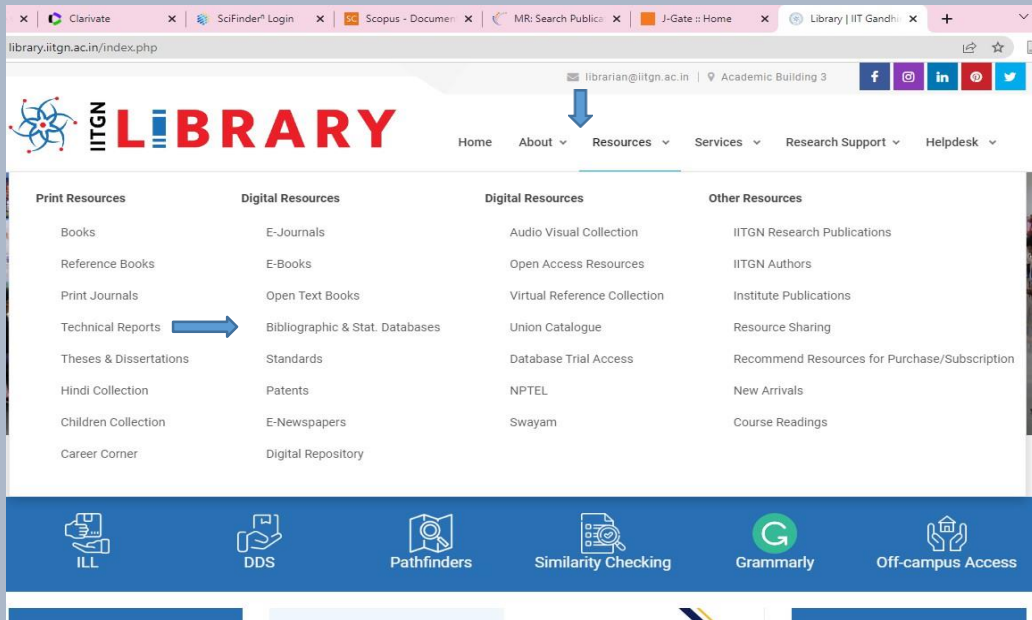 Clarivate
SciFinder® Login
SC Scopus - Documen
MR: Search Publica
J-Gate :: Home
Library | IIT Gandhi
library.iitgn.ac.in/index.php
librarian@iitgn.ac.in | Academic Building 3
IITGN LIBRARY
Home About Resources Services Research Support Helpdesk
Print Resources
Books
Reference Books
Print Journals
Technical Reports
Theses & Dissertations
Hindi Collection
Children Collection
Career Corner
Digital Resources
E-Journals
E-Books
Open Text Books
Bibliographic & Stat. Databases
Standards
Patents
E-Newspapers
Digital Repository
Digital Resources
Audio Visual Collection
Open Access Resources
Virtual Reference Collection
Union Catalogue
Database Trial Access
NPTEL
Swayam
Other Resources
IITGN Research Publications
IITGN Authors
Institute Publications
Resource Sharing
Recommend Resources for Purchase/Subscription
New Arrivals
Course Readings
ILL
DDS
Pathfinders
Similarity Checking
Grammarly
Off-campus Access